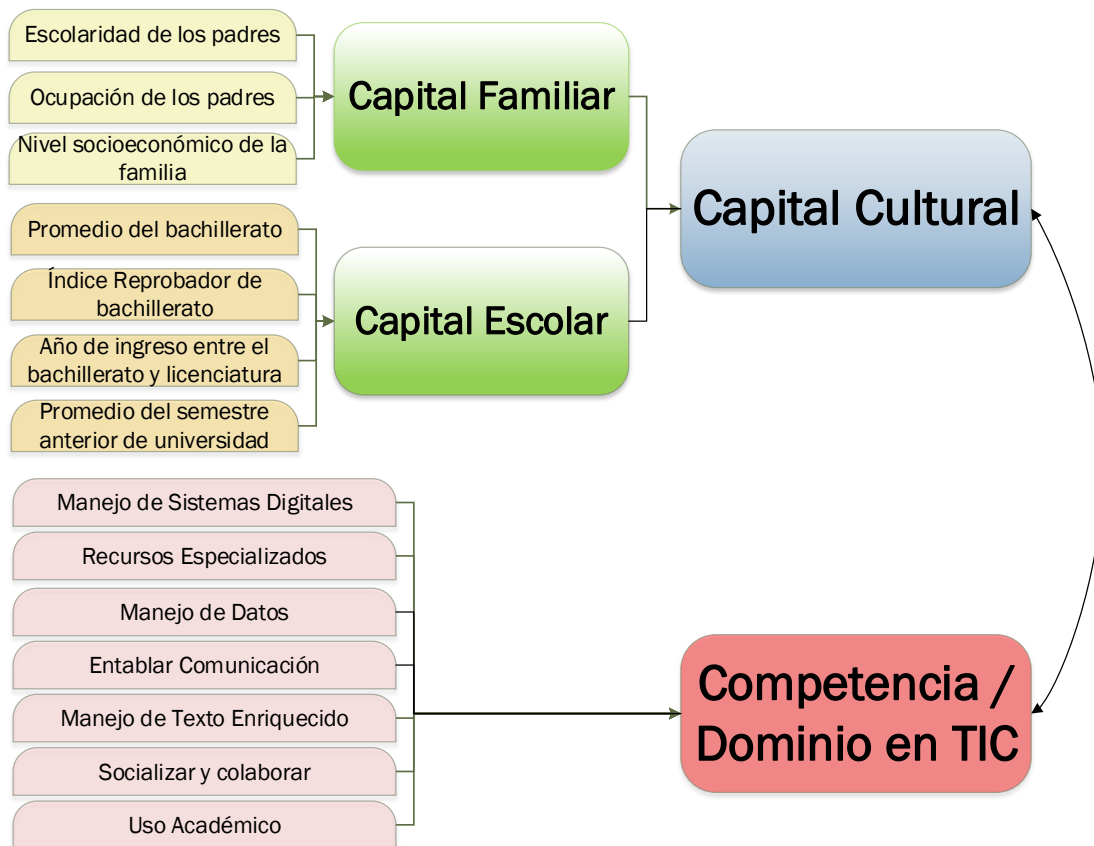 Escolaridad de los padres
Ocupación de los padres
Nivel socioeconómico de la
familia
Capital Familiar
Promedio del bachillerato
Índice Reprobador de
bachillerato
Año de ingreso entre el
bachillerato y licenciatura
Promedio del semestre
anterior de universidad
Capital Escolar
Capital Cultural
Manejo de Sistemas Digitales
Recursos Especializados
Manejo de Datos
Entablar Comunicación
Manejo de Texto Enriquecido
Socializar y colaborar
Uso Académico
Competencia /
Dominio en TIC